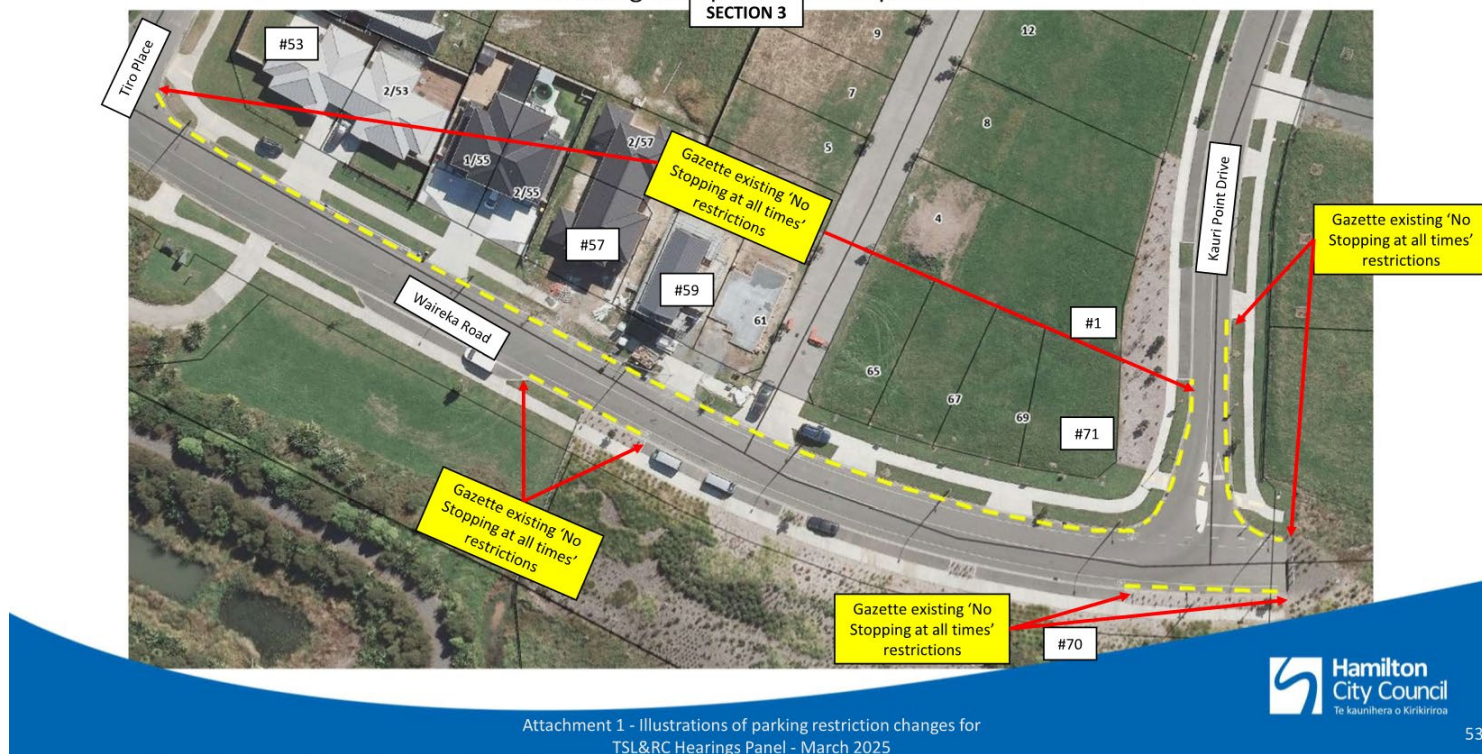 SECTION 3
Tiro Place
#53
2/53
1/55
2/55
2/57
#57
#59
61
9
7
5
12
8
4
65
67
69
#1
#71
Gazette existing ‘No
Stopping at all times’
restrictions
Kauri Point Drive
Gazette existing ‘No
Stopping at all times’
restrictions
Waireka Road
Gazette existing ‘No
Stopping at all times’
restrictions
Gazette existing ‘No
Stopping at all times’
restrictions
#70
Hamilton
City Council
Te kaunihera o Kirikiriroa
Attachment 1 - Illustrations of parking restriction changes for
TSL&RC Hearings Panel - March 2025
53